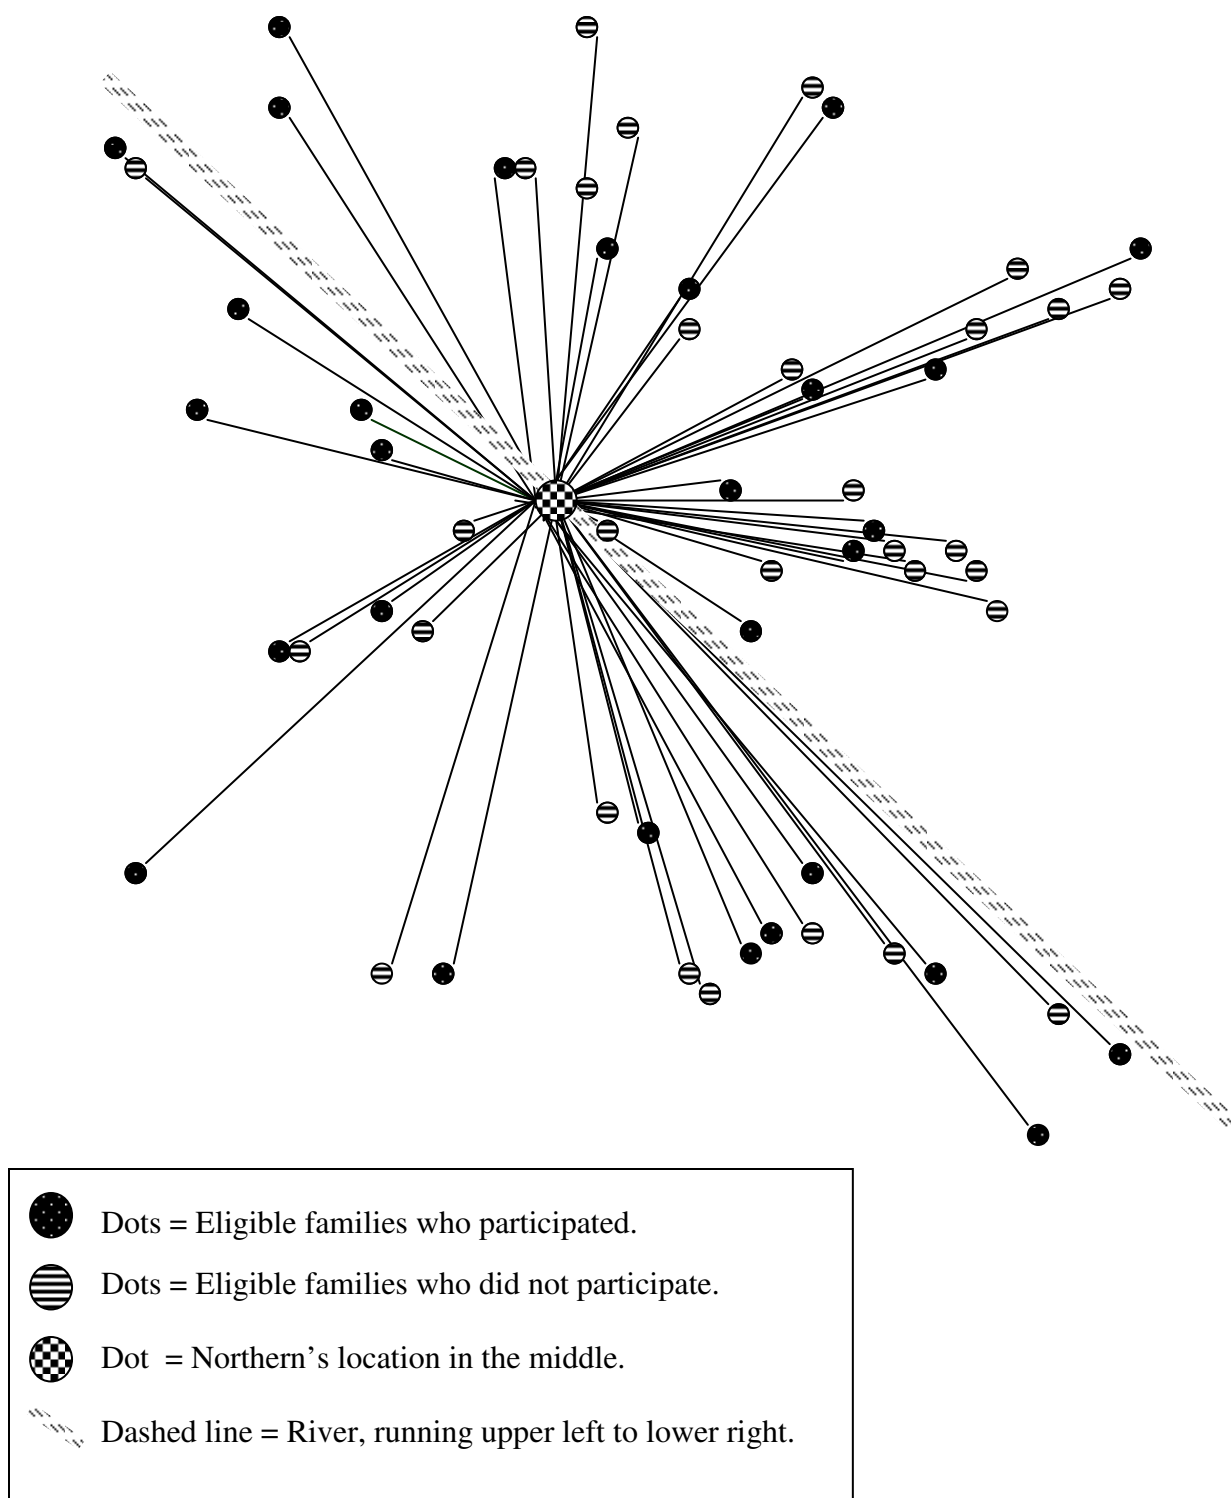 Dots = Eligible families who participated.
Dots = Eligible families who did not participate.
Dot  = Northern’s location in the middle.
Dashed line = River, running upper left to lower right.